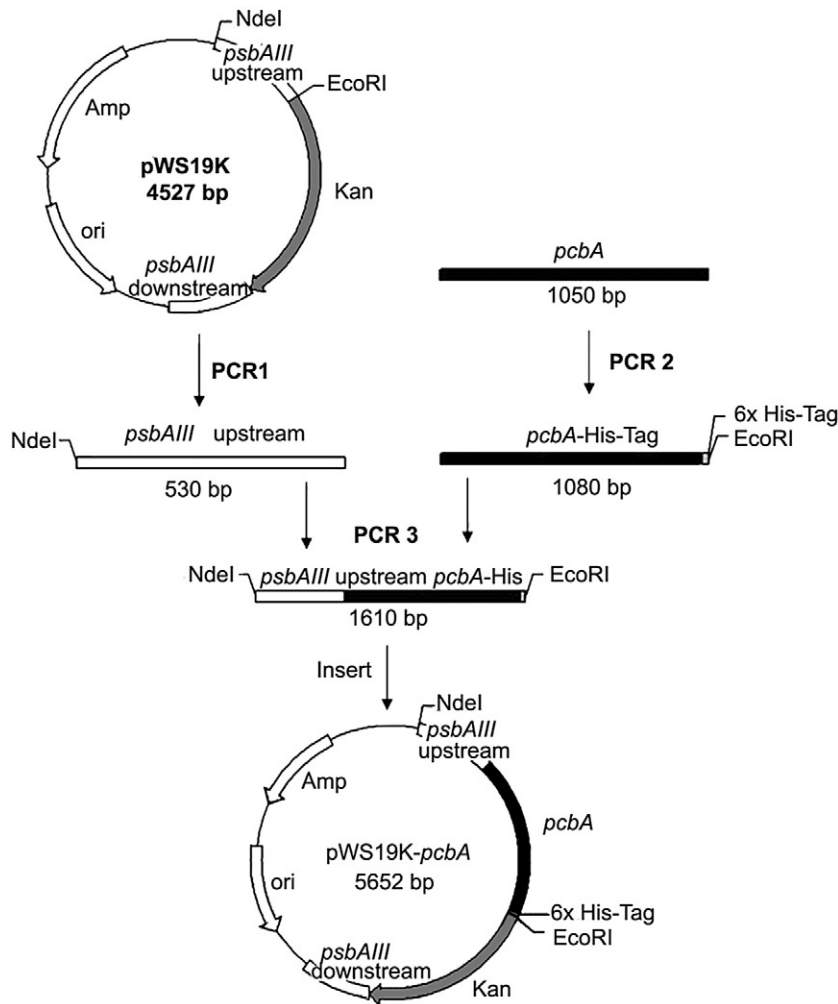 NdeI
psbAIII
upstream
EcoRI
Amp
pWS19K
4527 bp
Kan
ori
psbAIII
downstream
pcbA
1050 bp
PCR1
PCR 2
NdeI
psbAIII upstream
530 bp
pcbA-His-Tag
6x His-Tag
EcoRI
1080 bp
PCR 3
NdeI
psbAIII upstream pcbA-His
EcoRI
1610 bp
Insert
NdeI
psbAIII
upstream
Amp
pcbA
pWS19K-pcbA
5652 bp
ori
6x His-Tag
EcoRI
psbAIII
downstream
Kan